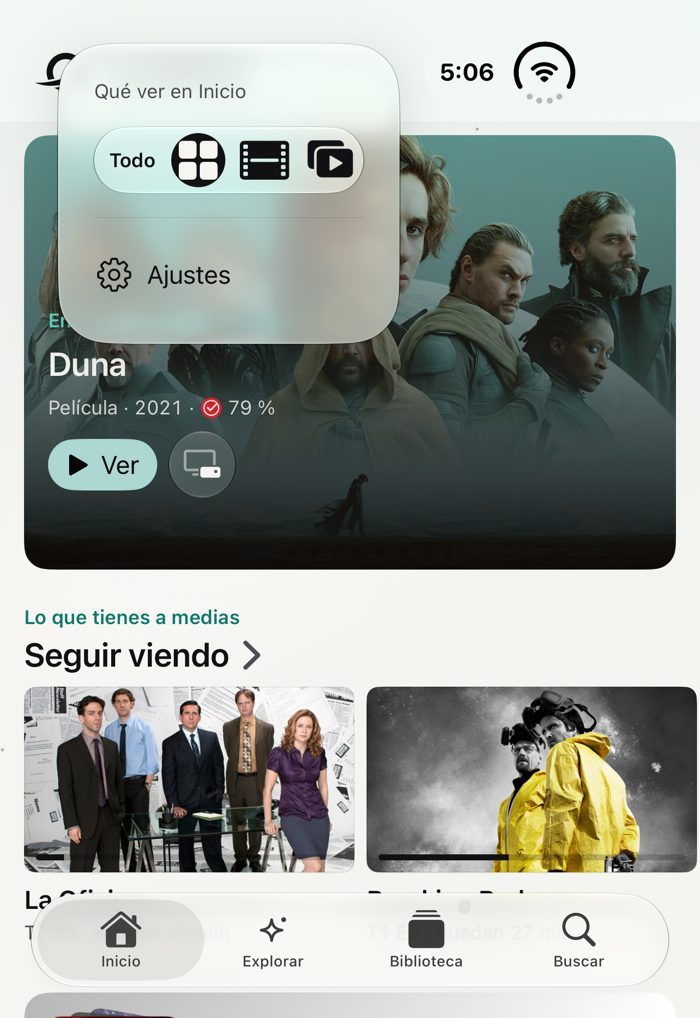 5:06
Qué ver en Inicio
Todo
Ajustes
Duna
Película · 2021 · 79 %
Ver
Lo que tienes a medias
Seguir viendo
La
Inicio
Explorar
Biblioteca
Buscar